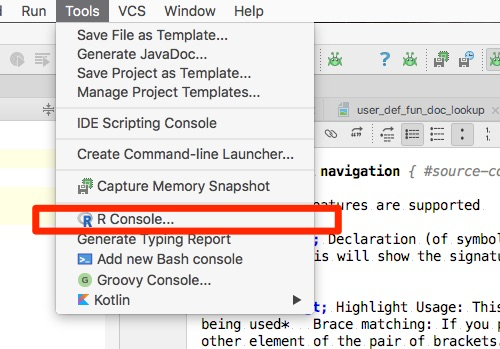 Run Tools VCS Window Help
Save File as Template...
Generate JavaDoc...
Save Project as Template...
Manage Project Templates...
IDE Scripting Console
Create Command-line Launcher...
Capture Memory Snapshot
R Console...
Generate Typing Report
Add new Bash console
Groovy Console...
Kotlin
user_def_fun_doc_lookup
navigation { #source-co
atures are supported
; Declaration (of symbol
is will show the signatu
t; Highlight Usage: This
being used* Brace matching: If you p
other element of the pair of brackets